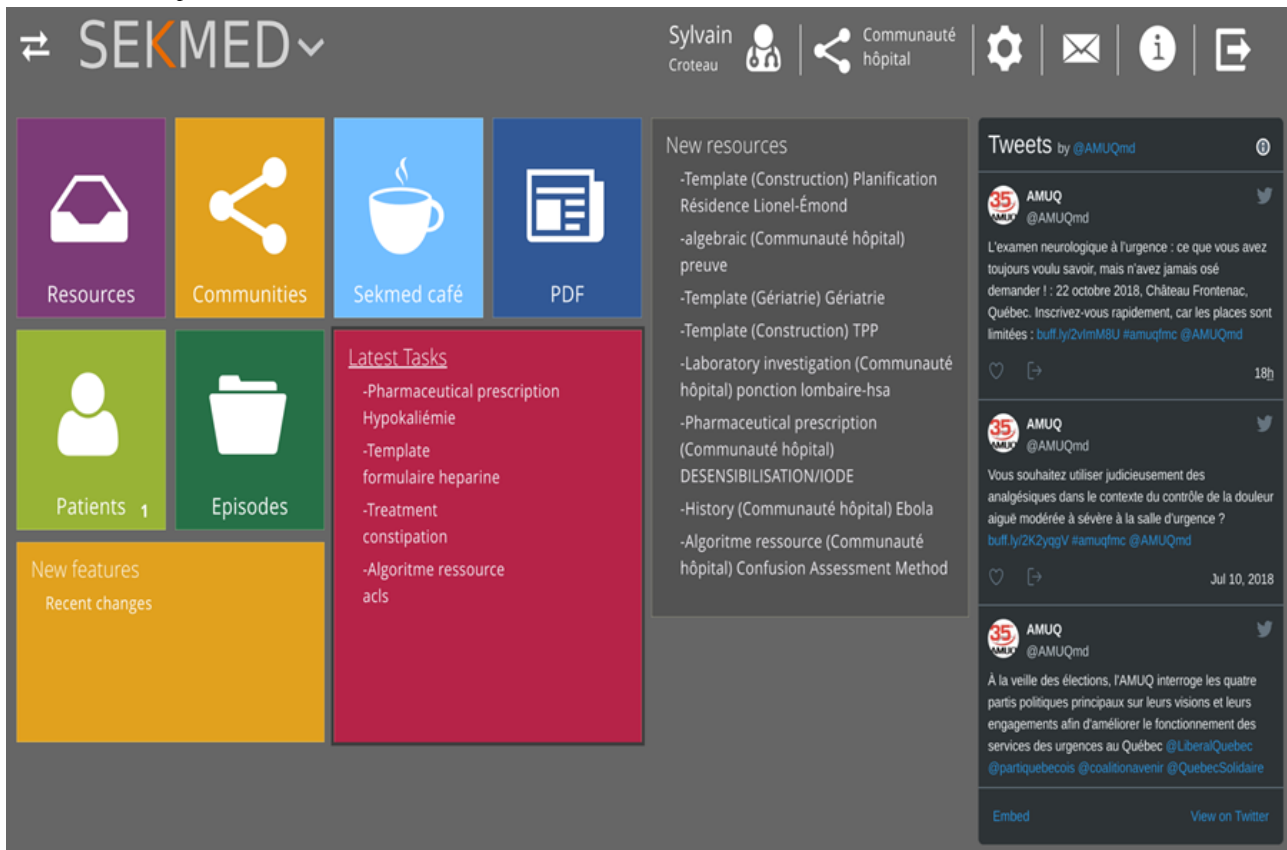 SEKMED
Sylvain
Croteau
Communauté
hôpital
Resources
Communities
Sekmed café
PDF
Patients 1
Episodes
New features
Recent changes
Latest Tasks
-Pharmaceutical prescription
Hypokaliémie
-Template
formulaire heparine
-Treatment
constipation
-Algoritme ressource
acls
New resources
-Template (Construction) Planification
Résidence Lionel-Émond
-algebraic (Communauté hôpital)
preuve
-Template (Gériatrie) Gériatrie
-Template (Construction) TPP
-Laboratory investigation (Communauté
hôpital) ponction lombaire-hsa
-Pharmaceutical prescription
(Communauté hôpital)
DESENSIBILISATION/IODE
-History (Communauté hôpital) Ebola
-Algoritme ressource (Communauté
hôpital) Confusion Assessment Method
Tweets by @AMUQmd
35
AMUQ
AMUQ
@AMUQmd
L'examen neurologique à l'urgence : ce que vous avez
toujours voulu savoir, mais n'avez jamais osé
demander ! : 22 octobre 2018, Château Frontenac,
Québec. Inscrivez-vous rapidement, car les places sont
limitées : buff.ly/2vImM8U #amuqfmc @AMUQmd
18h
35
AMUQ
AMUQ
@AMUQmd
Vous souhaitez utiliser judicieusement des
analgésiques dans le contexte du contrôle de la douleur
aiguë modérée à sévère à la salle d'urgence ?
buff.ly/2K2yqgV #amuqfmc @AMUQmd
Jul 10, 2018
35
AMUQ
AMUQ
@AMUQmd
À la veille des élections, l'AMUQ interroge les quatre
partis politiques principaux sur leurs visions et leurs
engagements afin d'améliorer le fonctionnement des
services des urgences au Québec @LiberalQuebec
@partiquebecois @coalitionavenir @QuebecSolidaire
Embed
View on Twitter